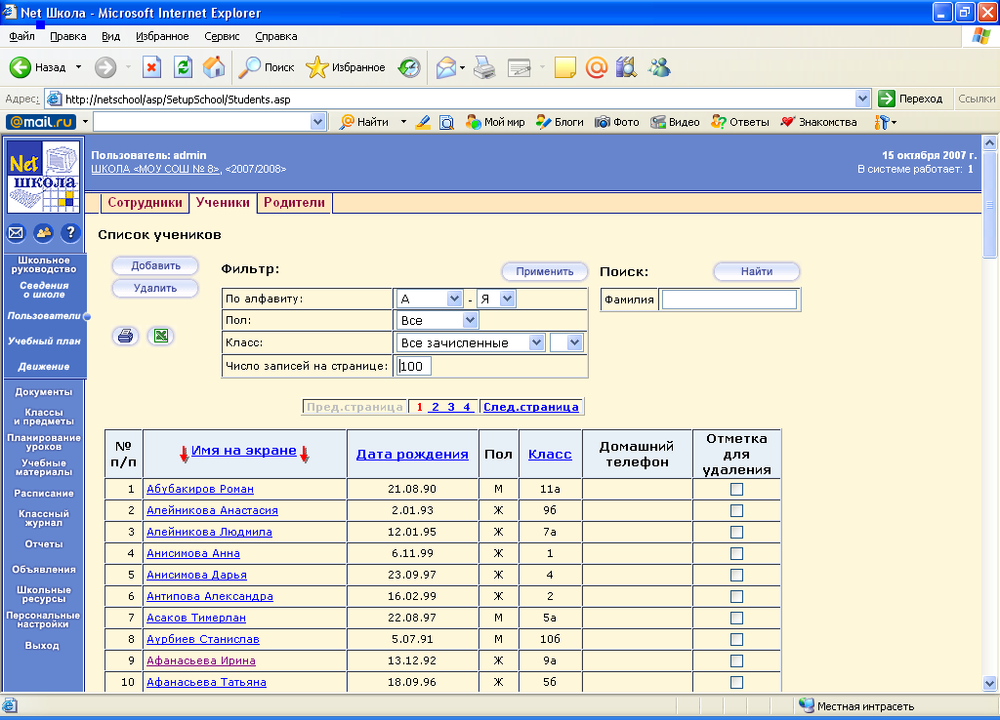 Net Школа - Microsoft Internet Explorer
Файл Правка Вид Избранное Сервис Справка
Назад Поиск Избранное
Адрес: http://netschool/asp/SetupSchool/Students.asp Переход Ссылки
@mail.ru Найти Мой мир Блоги Фото Видео Ответы Знакомства
Net школа
Пользователь: admin
ШКОЛА <МОУ СОШ № 8>, <2007/2008>
15 октября 2007 г.
В системе работает: 1
Сотрудники Ученики Родители
?
Школьное
руководство
Сведения
о школе
Пользователи
Учебный план
Движение
Документы
Классы
и предметы
Планирование
уроков
Учебные
материалы
Расписание
Классный
журнал
Отчеты
Объявления
Школьные
ресурсы
Персональные
настройки
Выход
Список учеников
Добавить
Удалить
Фильтр: Применить
По алфавиту: А - Я
Пол: Все
Класс: Все зачисленные
Число записей на странице: 100
Поиск: Найти
Фамилия
Пред.страница 1 2 3 4 След.страница
№ п/п Имя на экране Дата рождения Пол Класс Домашний телефон Отметка для удаления
1 Абубакиров Роман 21.08.90 М 11а
2 Алейникова Анастасия 2.01.93 Ж 9б
3 Алейникова Людмила 12.01.95 Ж 7а
4 Анисимова Анна 6.11.99 Ж 1
5 Анисимова Дарья 23.09.97 Ж 4
6 Антипова Александра 16.02.99 Ж 2
7 Асаков Тимерлан 22.08.97 М 5а
8 Аурбиев Станислав 5.07.91 М 10б
9 Афанасьева Ирина 13.12.92 Ж 9а
10 Афанасьева Татьяна 18.09.96 Ж 5б
Местная интрасеть